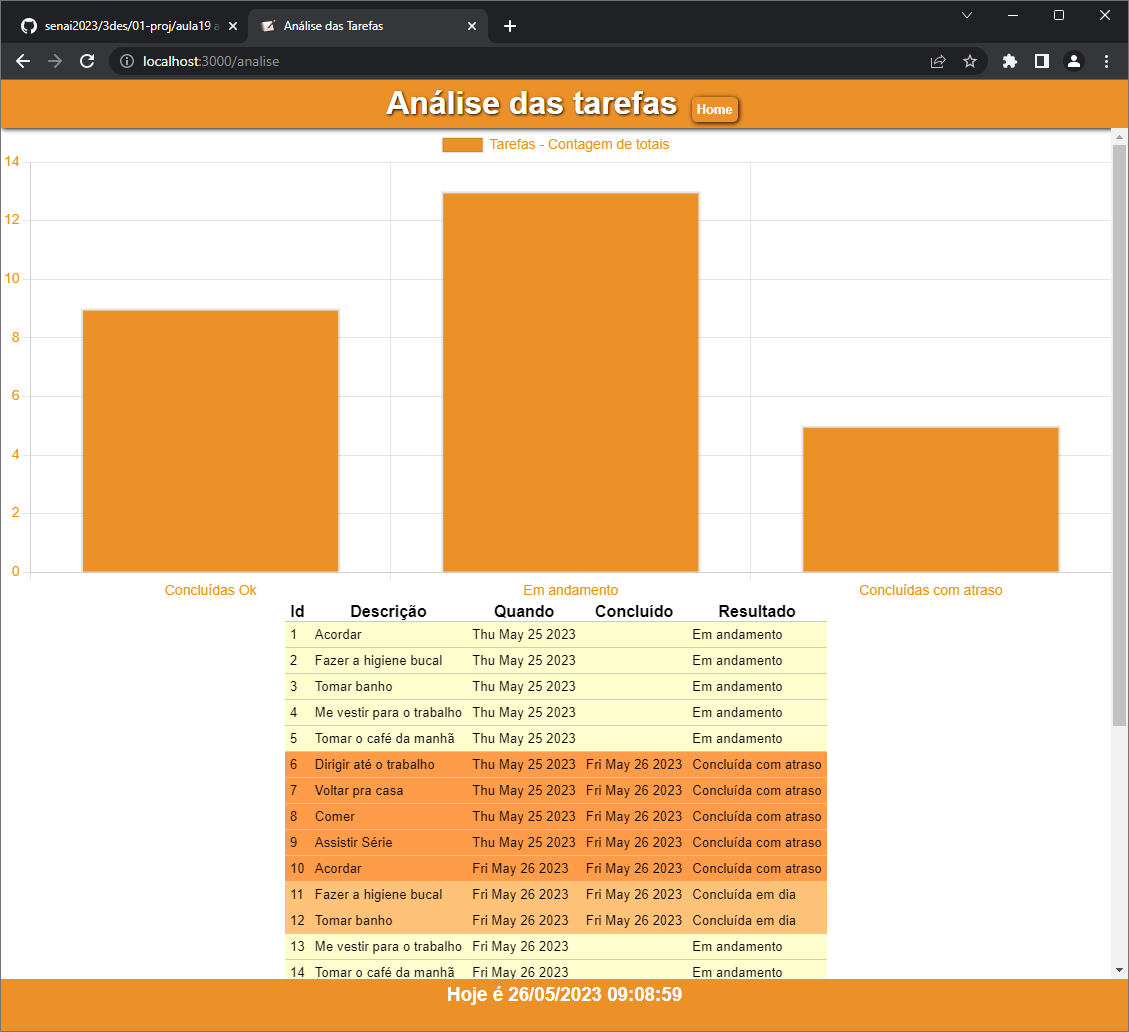 senai2023/3des/01-proj/aula19 a
Análise das Tarefas
localhost:3000/analise
Análise das tarefas Home
Tarefas - Contagem de totais
14
12
10
8
6
4
2
0
Concluídas Ok Em andamento Concluídas com atraso
Id Descrição Quando Concluído Resultado
1 Acordar Thu May 25 2023 Em andamento
2 Fazer a higiene bucal Thu May 25 2023 Em andamento
3 Tomar banho Thu May 25 2023 Em andamento
4 Me vestir para o trabalho Thu May 25 2023 Em andamento
5 Tomar o café da manhã Thu May 25 2023 Em andamento
6 Dirigir até o trabalho Thu May 25 2023 Fri May 26 2023 Concluída com atraso
7 Voltar pra casa Thu May 25 2023 Fri May 26 2023 Concluída com atraso
8 Comer Thu May 25 2023 Fri May 26 2023 Concluída com atraso
9 Assistir Série Thu May 25 2023 Fri May 26 2023 Concluída com atraso
10 Acordar Fri May 26 2023 Fri May 26 2023 Concluída com atraso
11 Fazer a higiene bucal Fri May 26 2023 Fri May 26 2023 Concluída em dia
12 Tomar banho Fri May 26 2023 Fri May 26 2023 Concluída em dia
13 Me vestir para o trabalho Fri May 26 2023 Em andamento
14 Tomar o café da manhã Fri May 26 2023 Em andamento
Hoje é 26/05/2023 09:08:59